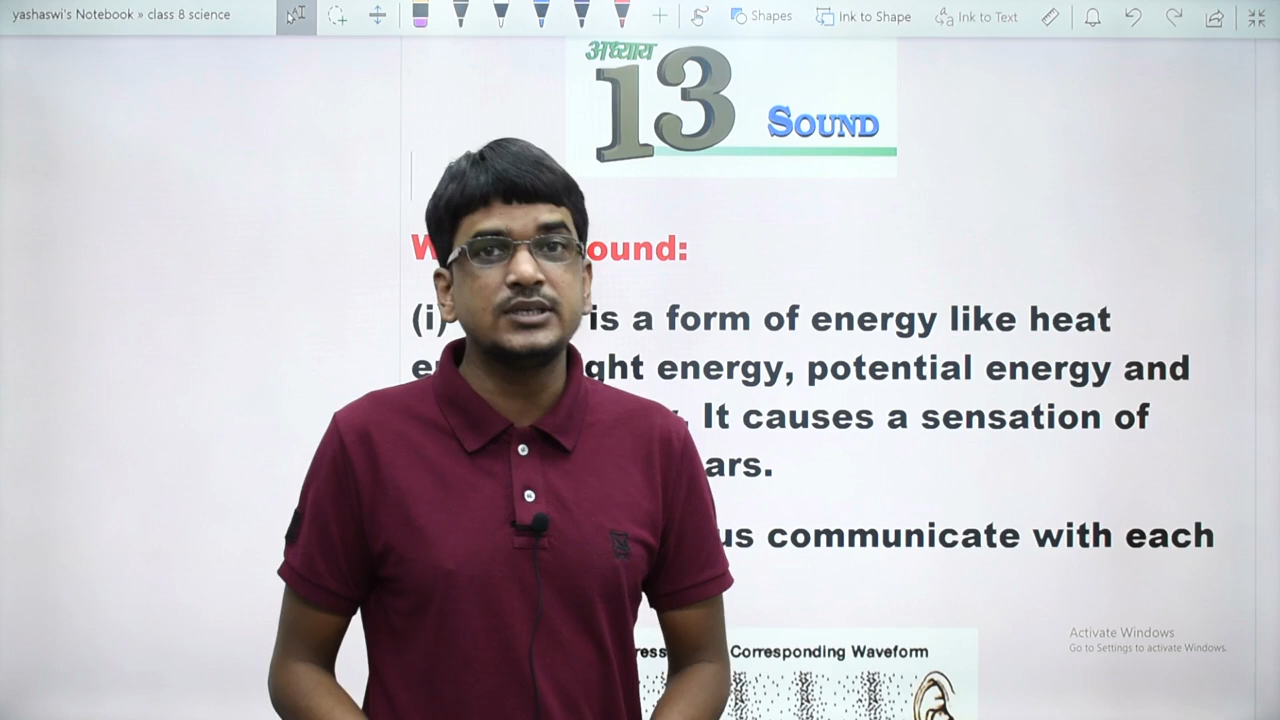 yashaswi's Notebook » class 8 science
Shapes
Ink to Shape
Ink to Text
अध्याय
13 SOUND
ound:
(i) is a form of energy like heat
ght energy, potential energy and
It causes a sensation of
ars.
us communicate with each
Corresponding Waveform
Activate Windows
Go to Settings to activate Windows.